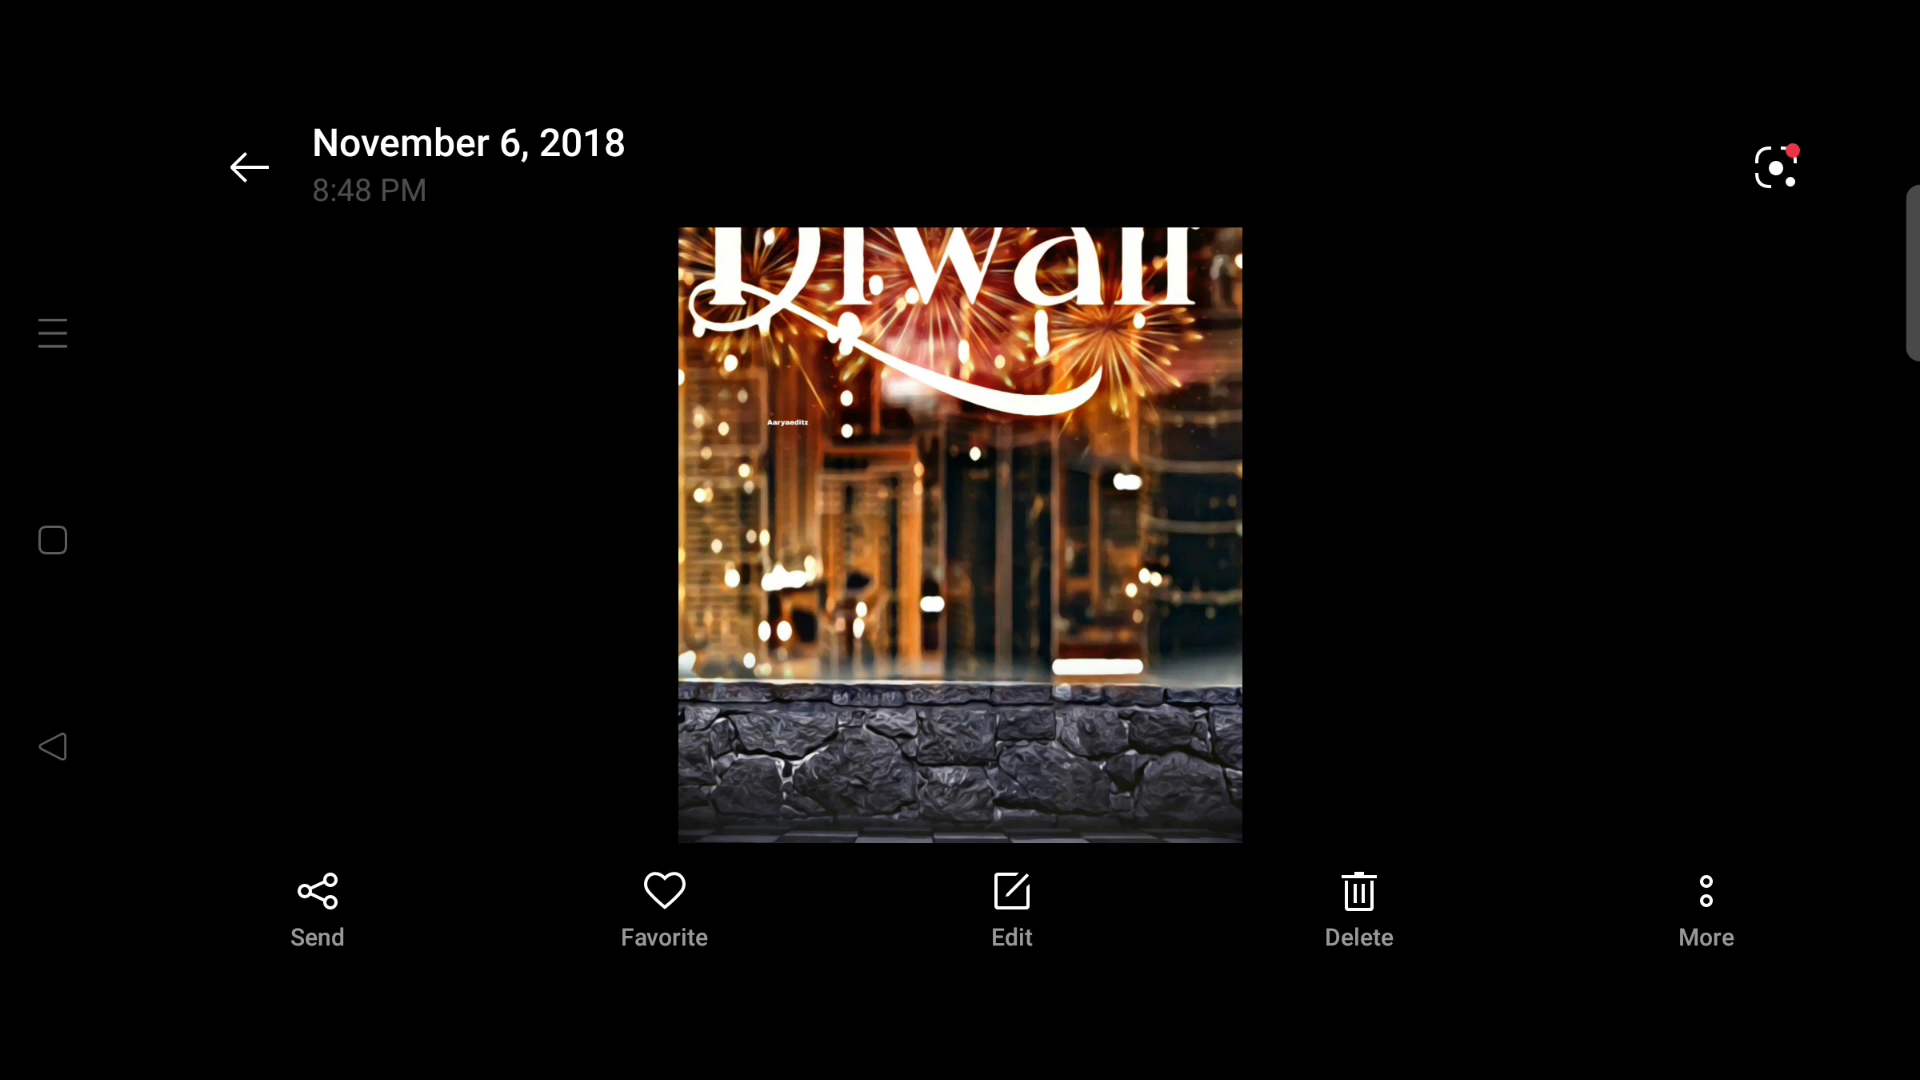 November 6, 2018
8:48 PM
Diwali
Aaryaeditz
Send
Favorite
Edit
Delete
More